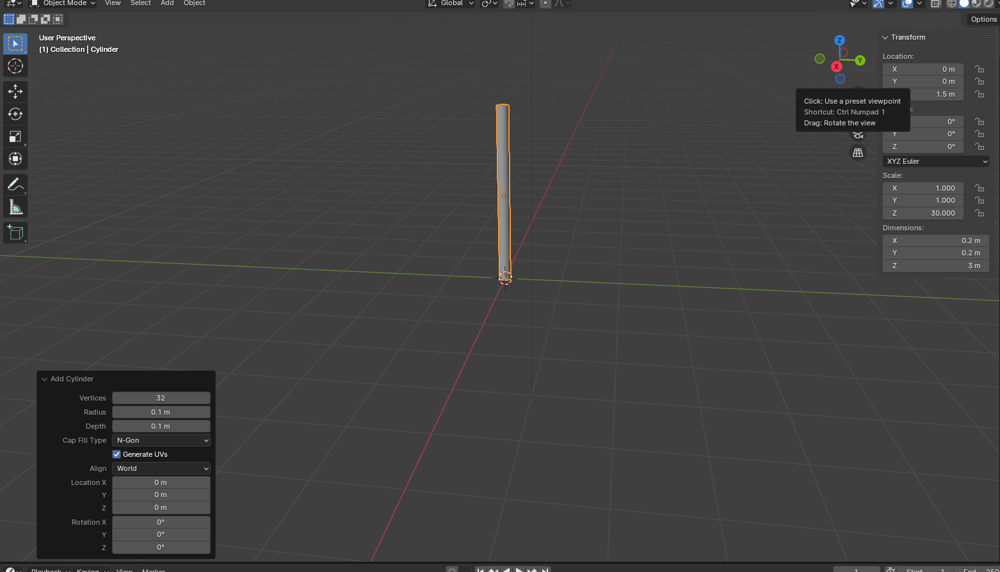 Object Mode View Select Add Object Global
Options
User Perspective
(1) Collection | Cylinder
Z
Y
X
Transform
Location:
X 0 m
Y 0 m
1.5 m
Click: Use a preset viewpoint
Shortcut: Ctrl Numpad 1
Drag: Rotate the view
0°
Y 0°
Z 0°
XYZ Euler
Scale:
X 1.000
Y 1.000
Z 30.000
Dimensions:
X 0.2 m
Y 0.2 m
Z 3 m
Add Cylinder
Vertices 32
Radius 0.1 m
Depth 0.1 m
Cap Fill Type N-Gon
Generate UVs
Align World
Location X 0 m
Y 0 m
Z 0 m
Rotation X 0°
Y 0°
Z 0°
Playback Keying View Marker 1 Start 1 End 250